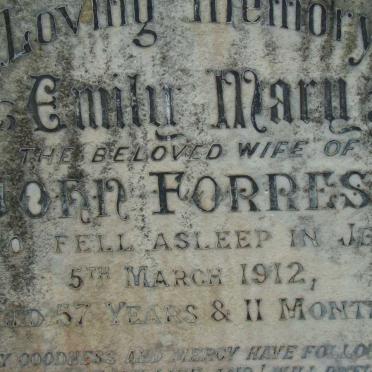 Loving Memory
Emily Mary
THE BELOVED WIFE OF
JOHN FORRES
O FELL ASLEEP IN JE
5TH MARCH 1912,
ED 57 YEARS & 11 MONT
Y GOODNESS AND MERCY HAVE FOLLO